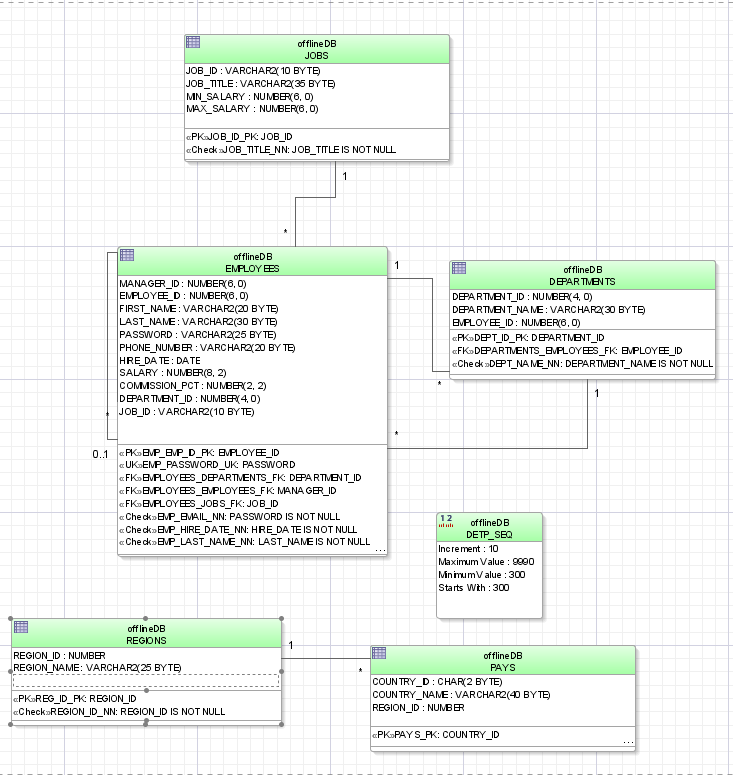 offlineDB
JOBS
JOB_ID : VARCHAR2(10 BYTE)
JOB_TITLE : VARCHAR2(35 BYTE)
MIN_SALARY : NUMBER(6, 0)
MAX_SALARY : NUMBER(6, 0)
«PK»JOB_ID_PK: JOB_ID
«Check»JOB_TITLE_NN: JOB_TITLE IS NOT NULL
1
*
offlineDB
EMPLOYEES
MANAGER_ID : NUMBER(6, 0)
EMPLOYEE_ID : NUMBER(6, 0)
FIRST_NAME : VARCHAR2(20 BYTE)
LAST_NAME : VARCHAR2(30 BYTE)
PASSWORD : VARCHAR2(25 BYTE)
PHONE_NUMBER : VARCHAR2(20 BYTE)
HIRE_DATE : DATE
SALARY : NUMBER(8, 2)
COMMISSION_PCT : NUMBER(2, 2)
DEPARTMENT_ID : NUMBER(4, 0)
JOB_ID : VARCHAR2(10 BYTE)
«PK»EMP_EMP_ID_PK: EMPLOYEE_ID
«UK»EMP_PASSWORD_UK: PASSWORD
«FK»EMPLOYEES_DEPARTMENTS_FK: DEPARTMENT_ID
«FK»EMPLOYEES_EMPLOYEES_FK: MANAGER_ID
«FK»EMPLOYEES_JOBS_FK: JOB_ID
«Check»EMP_EMAIL_NN: PASSWORD IS NOT NULL
«Check»EMP_HIRE_DATE_NN: HIRE_DATE IS NOT NULL
«Check»EMP_LAST_NAME_NN: LAST_NAME IS NOT NULL
...
*
0..1
1
*
offlineDB
DEPARTMENTS
DEPARTMENT_ID : NUMBER(4, 0)
DEPARTMENT_NAME : VARCHAR2(30 BYTE)
EMPLOYEE_ID : NUMBER(6, 0)
«PK»DEPT_ID_PK: DEPARTMENT_ID
«FK»DEPARTMENTS_EMPLOYEES_FK: EMPLOYEE_ID
«Check»DEPT_NAME_NN: DEPARTMENT_NAME IS NOT NULL
1
*
1 2
offlineDB
DETP_SEQ
Increment : 10
Maximum Value : 9990
Minimum Value : 300
Starts With : 300
offlineDB
REGIONS
REGION_ID : NUMBER
REGION_NAME: VARCHAR2(25 BYTE)
«PK»REG_ID_PK: REGION_ID
«Check»REGION_ID_NN: REGION_ID IS NOT NULL
1
*
offlineDB
PAYS
COUNTRY_ID : CHAR(2 BYTE)
COUNTRY_NAME : VARCHAR2(40 BYTE)
REGION_ID : NUMBER
«PK»PAYS_PK: COUNTRY_ID
...